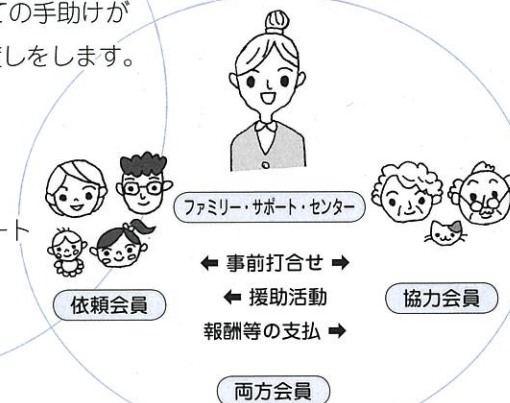 ての手助けが
しをします。
ファミリー・サポート・センター
ート
← 事前打合せ →
← 援助活動
報酬等の支払 →
依頼会員
協力会員
両方会員